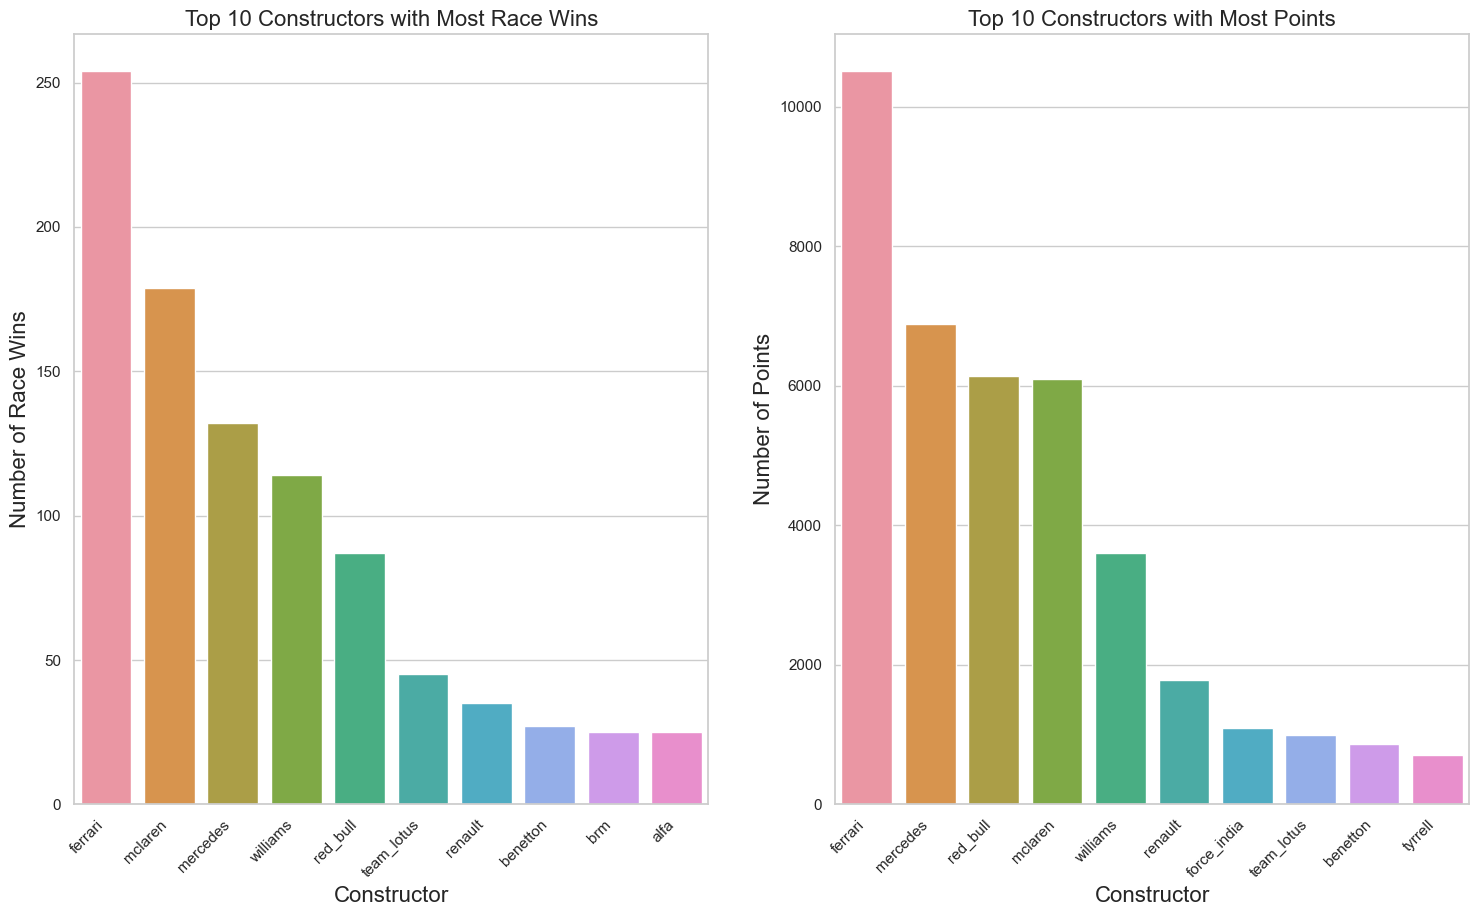 Top 10 Constructors with Most Race Wins
Number of Race Wins
250
200
150
100
50
0
ferrari
mclaren
mercedes
williams
red_bull
team_lotus
renault
benetton
brm
alfa
Constructor
Top 10 Constructors with Most Points
Number of Points
10000
8000
6000
4000
2000
0
ferrari
mercedes
red_bull
mclaren
williams
renault
force_india
team_lotus
benetton
tyrrell
Constructor